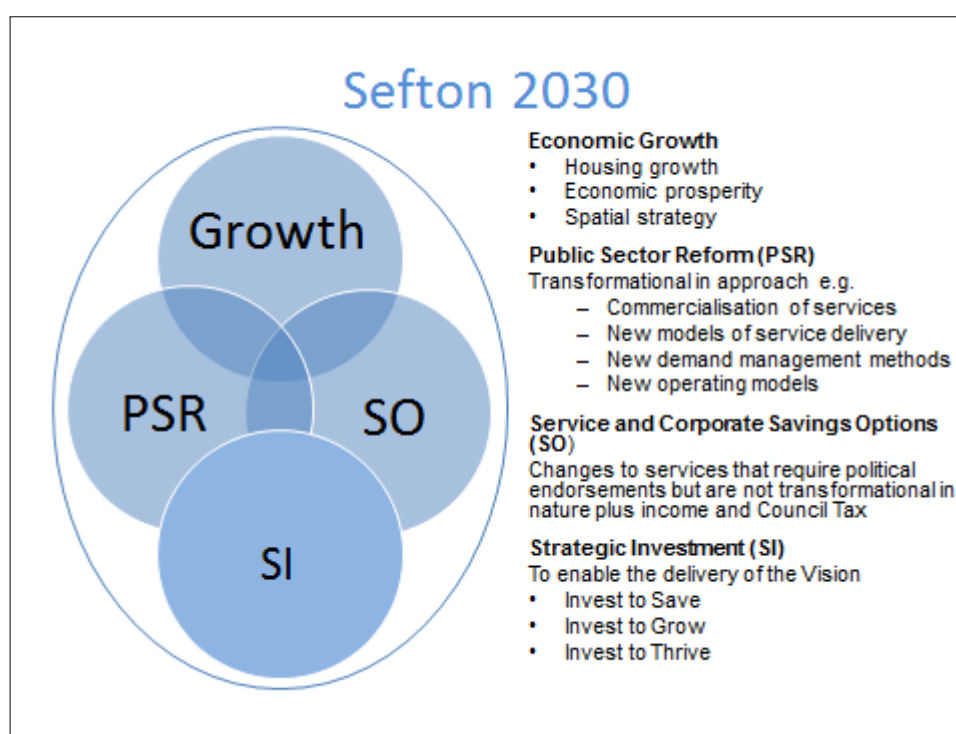 Sefton 2030
Growth
PSR
SO
SI
Economic Growth
• Housing growth
• Economic prosperity
• Spatial strategy
Public Sector Reform (PSR)
Transformational in approach e.g.
– Commercialisation of services
– New models of service delivery
– New demand management methods
– New operating models
Service and Corporate Savings Options
(SO)
Changes to services that require political
endorsements but are not transformational in
nature plus income and Council Tax
Strategic Investment (SI)
To enable the delivery of the Vision
• Invest to Save
• Invest to Grow
• Invest to Thrive